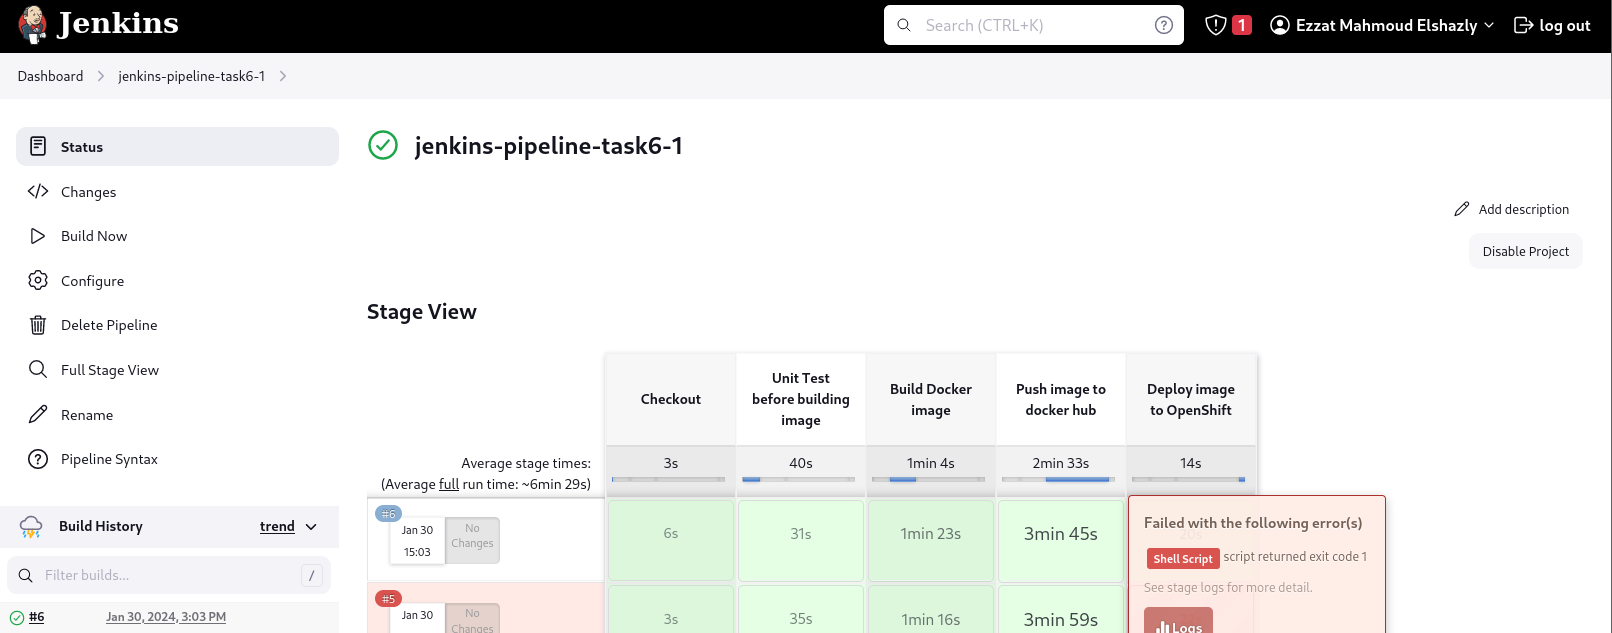 Jenkins
Search (CTRL+K)
1
Ezzat Mahmoud Elshazly
log out
Dashboard
jenkins-pipeline-task6-1
Status
Changes
Build Now
Configure
Delete Pipeline
Full Stage View
Rename
Pipeline Syntax
Build History
trend
Filter builds...
/
#6
Jan 30, 2024, 3:03 PM
jenkins-pipeline-task6-1
Add description
Disable Project
Stage View
Checkout
Unit Test
before building
image
Build Docker
image
Push image to
docker hub
Deploy image
to OpenShift
Average stage times:
(Average full run time: ~6min 29s)
3s
40s
1min 4s
2min 33s
14s
#6
Jan 30
15:03
No
Changes
6s
31s
1min 23s
3min 45s
20s
#5
Jan 30
No
Changes
3s
35s
1min 16s
3min 59s
Failed with the following error(s)
Shell Script script returned exit code 1
See stage logs for more detail.
Logs